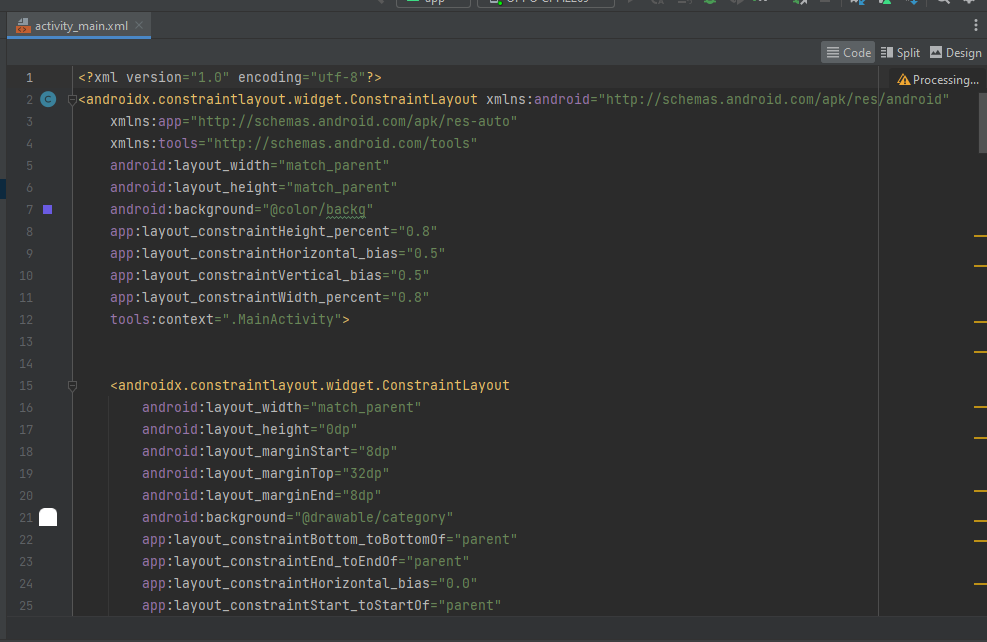 app
activity_main.xml
Code Split Design
Processing...
1 <?xml version="1.0" encoding="utf-8"?>
2 <androidx.constraintlayout.widget.ConstraintLayout xmlns:android="http://schemas.android.com/apk/res/android"
3 xmlns:app="http://schemas.android.com/apk/res-auto"
4 xmlns:tools="http://schemas.android.com/tools"
5 android:layout_width="match_parent"
6 android:layout_height="match_parent"
7 android:background="@color/backg"
8 app:layout_constraintHeight_percent="0.8"
9 app:layout_constraintHorizontal_bias="0.5"
10 app:layout_constraintVertical_bias="0.5"
11 app:layout_constraintWidth_percent="0.8"
12 tools:context=".MainActivity">
13
14
15 <androidx.constraintlayout.widget.ConstraintLayout
16 android:layout_width="match_parent"
17 android:layout_height="0dp"
18 android:layout_marginStart="8dp"
19 android:layout_marginTop="32dp"
20 android:layout_marginEnd="8dp"
21 android:background="@drawable/category"
22 app:layout_constraintBottom_toBottomOf="parent"
23 app:layout_constraintEnd_toEndOf="parent"
24 app:layout_constraintHorizontal_bias="0.0"
25 app:layout_constraintStart_toStartOf="parent"